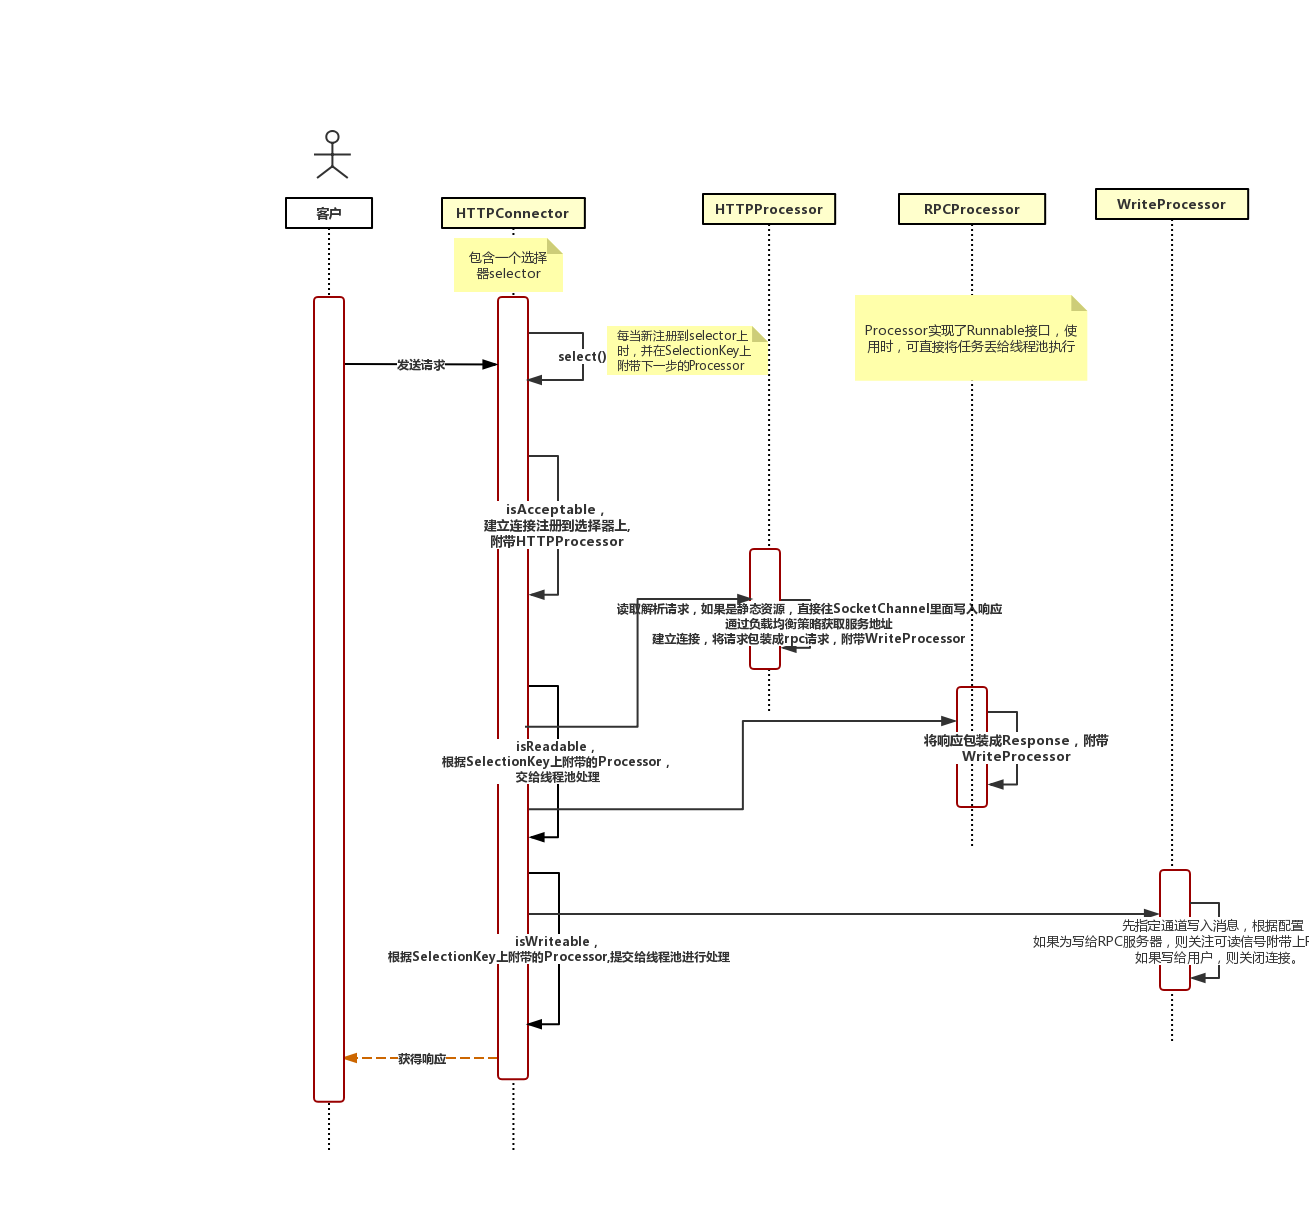 客户
HTTPConnector
HTTPProcessor
RPCProcessor
WriteProcessor
包含一个选择
器selector
Processor实现了Runnable接口，使
用时，可直接将任务丢给线程池执行
每当新注册到selector上
时，并在SelectionKey上
附带下一步的Processor
select()
发送请求
isAcceptable，
建立连接注册到选择器上,
附带HTTPProcessor
读取解析请求，如果是静态资源，直接往SocketChannel里面写入响应
通过负载均衡策略获取服务地址
建立连接，将请求包装成rpc请求，附带WriteProcessor
isReadable，
根据SelectionKey上附带的Processor，
交给线程池处理
将响应包装成Response，附带
WriteProcessor
先指定通道写入消息，根据配置
如果为写给RPC服务器，则关注可读信号附带上
如果写给用户，则关闭连接。
isWriteable，
根据SelectionKey上附带的Processor,提交给线程池进行处理
获得响应